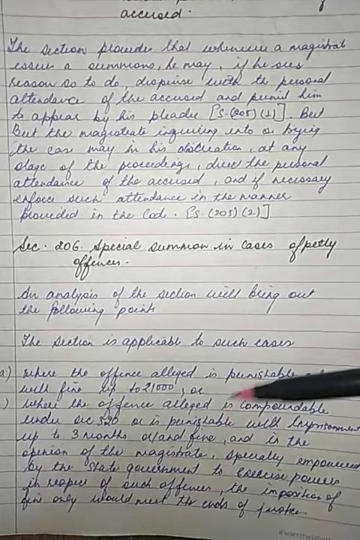 accused.
The section provides that whenever a magistrat
issues a summons, he may, if he sees
reason so to do, dispense with the personal
attendance of the accused and permit him
to appear by his pleader [S.(205)(1)]. But
But the magistrate inquiring into or trying
the case may in his discretion, at any
stage of the proceedings, direct the personal
attendance of the accused, and if necessary
enforce such attendance in the manner
provided in the Code. [S (205)(2)]
Sec. 206. Special summon in cases of petty
offences.
An analysis of the section will bring out
the following points
The section is applicable to such cases
a) where the offence alleged is punishable
with fine up to 1000, or
) where the offence alleged is compoundable
under sec 320 or is punishable with Imprisonment
up to 3 months or/and fine, and in the
opinion of the magistrate, specially empowered
by the State government to exercise powers
in respect of such offences, the imposition of
fine only would meet the ends of justice.